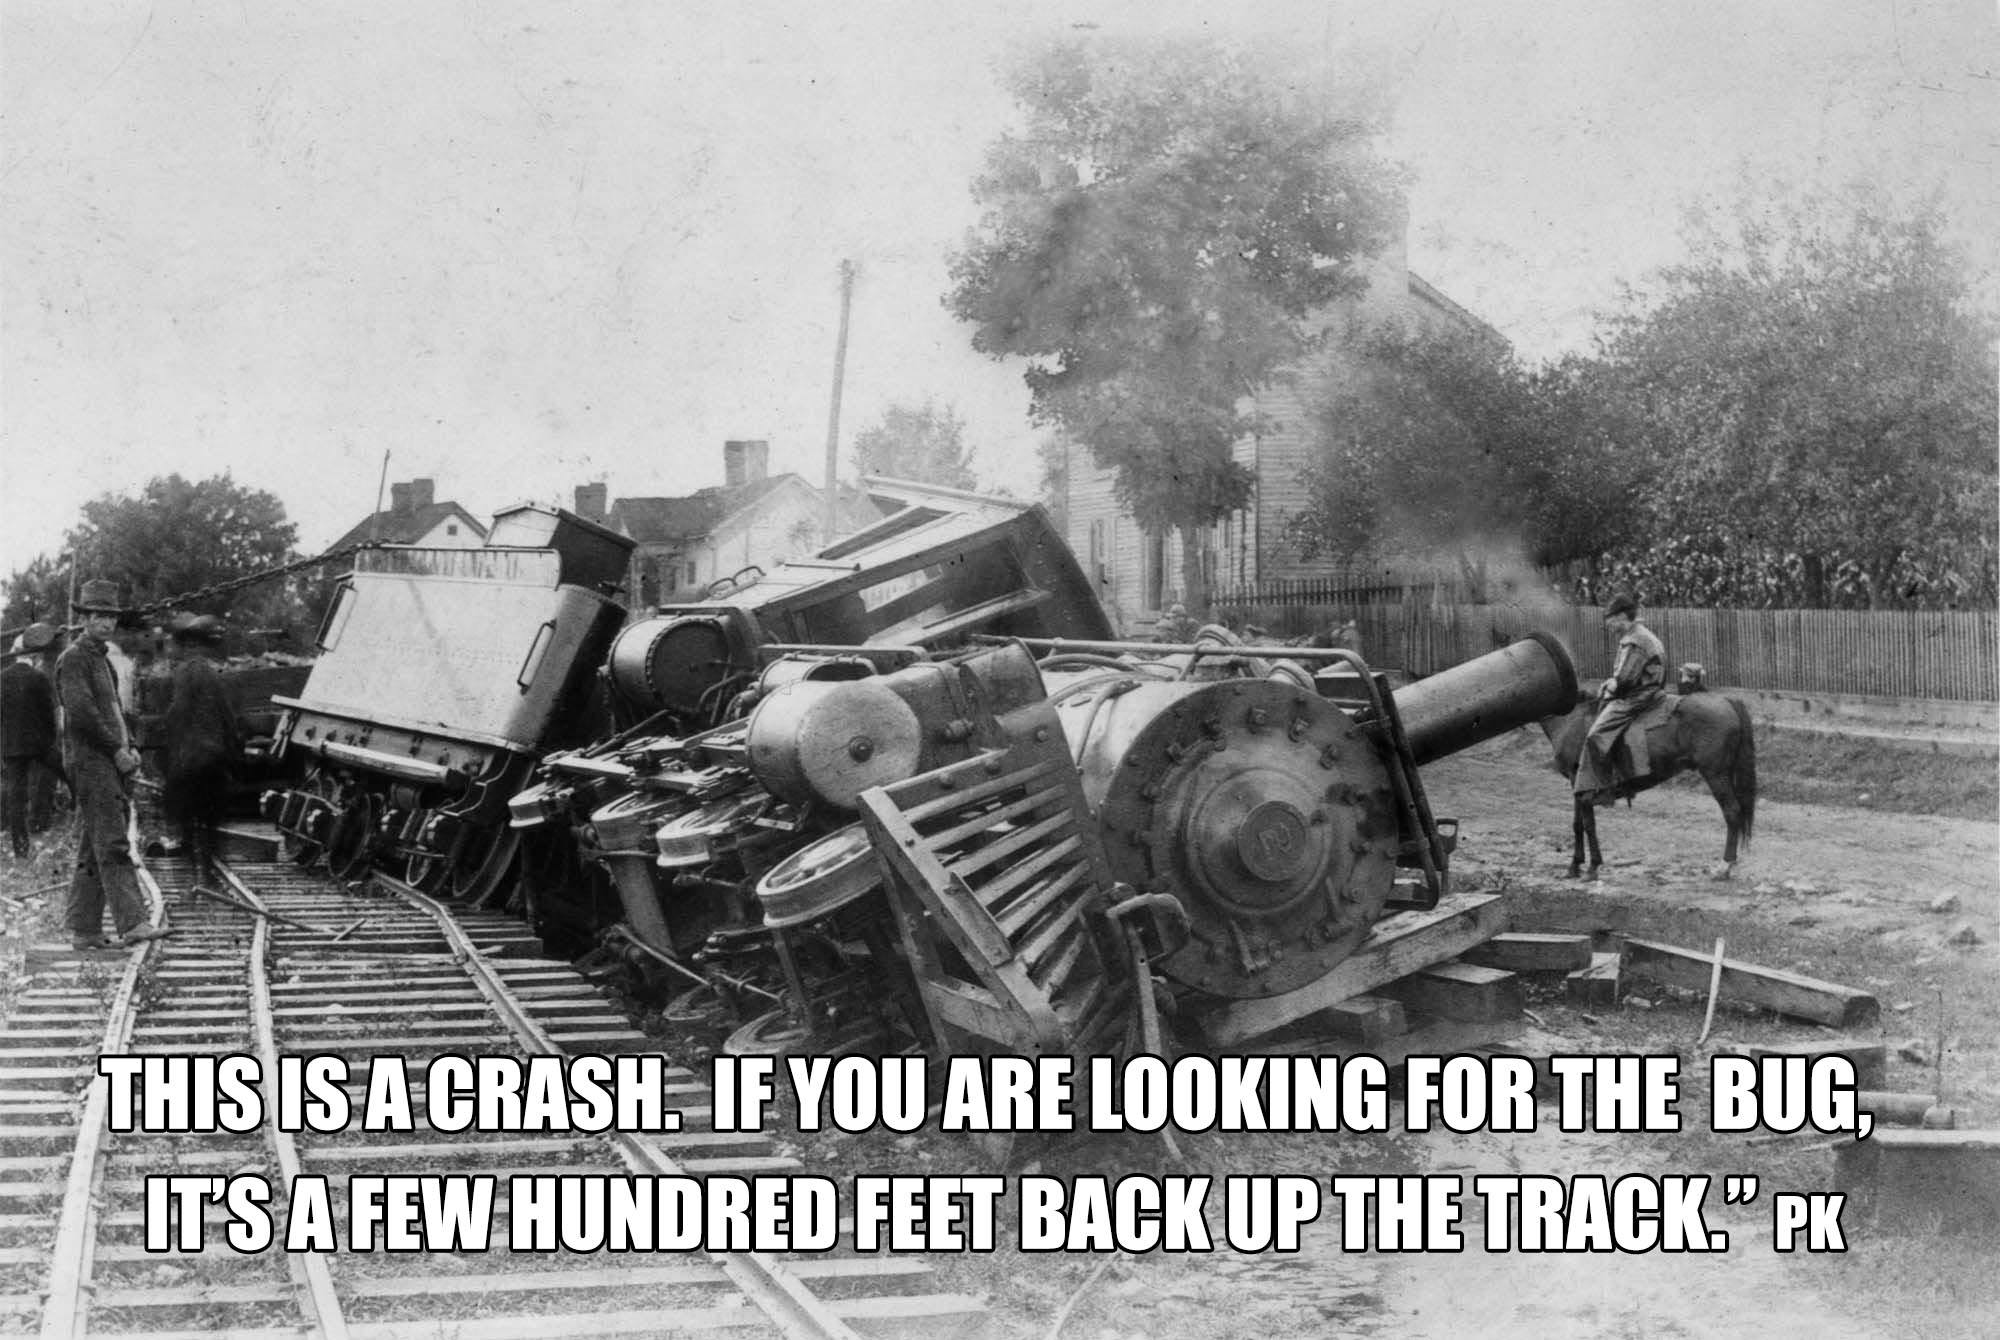 THIS IS A CRASH. IF YOU ARE LOOKING FOR THE BUG,
IT'S A FEW HUNDRED FEET BACK UP THE TRACK.” PK